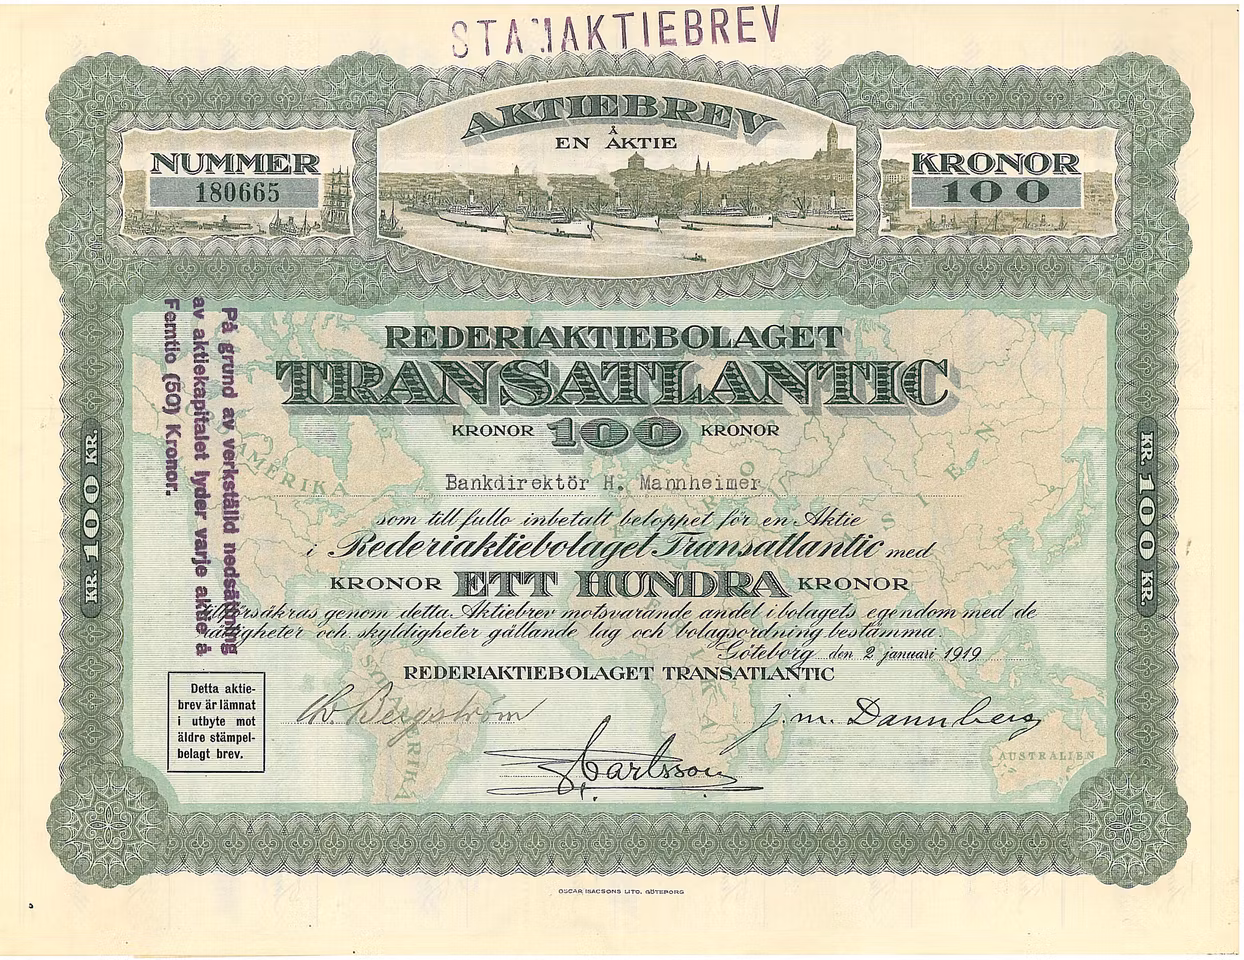 STAMAKTIEBREV
AKTIEBREV
Å
EN AKTIE
NUMMER
180665
KRONOR
100
REDERIAKTIEBOLAGET
TRANSATLANTIC
KRONOR 100 KRONOR
Bankdirektör H. Mannheimer
som till fullo inbetalt beloppet för en Aktie
i Rederiaktiebolaget Transatlantic med
KRONOR ETT HUNDRA KRONOR
tillförsäkras genom detta Aktiebrev motsvarande andel i bolagets egendom med de
rättigheter och skyldigheter gällande lag och bolagsordning bestämma.
Göteborg den 2 januari 1919
REDERIAKTIEBOLAGET TRANSATLANTIC
J. M. Dannberg
Carlsson
På grund av verkställd nedsättning
av aktiekapitalet lyder varje aktie å
Femtio (50) Kronor.
Detta aktie-
brev är lämnat
i utbyte mot
äldre stämpel-
belagt brev.
KR. 100 KR.
KR. 100 KR.
AMERIKA
EUROPA
ASIEN
SYDAMERIKA
AFRIKA
AUSTRALIEN
OSCAR ISACSONS LITO. GÖTEBORG